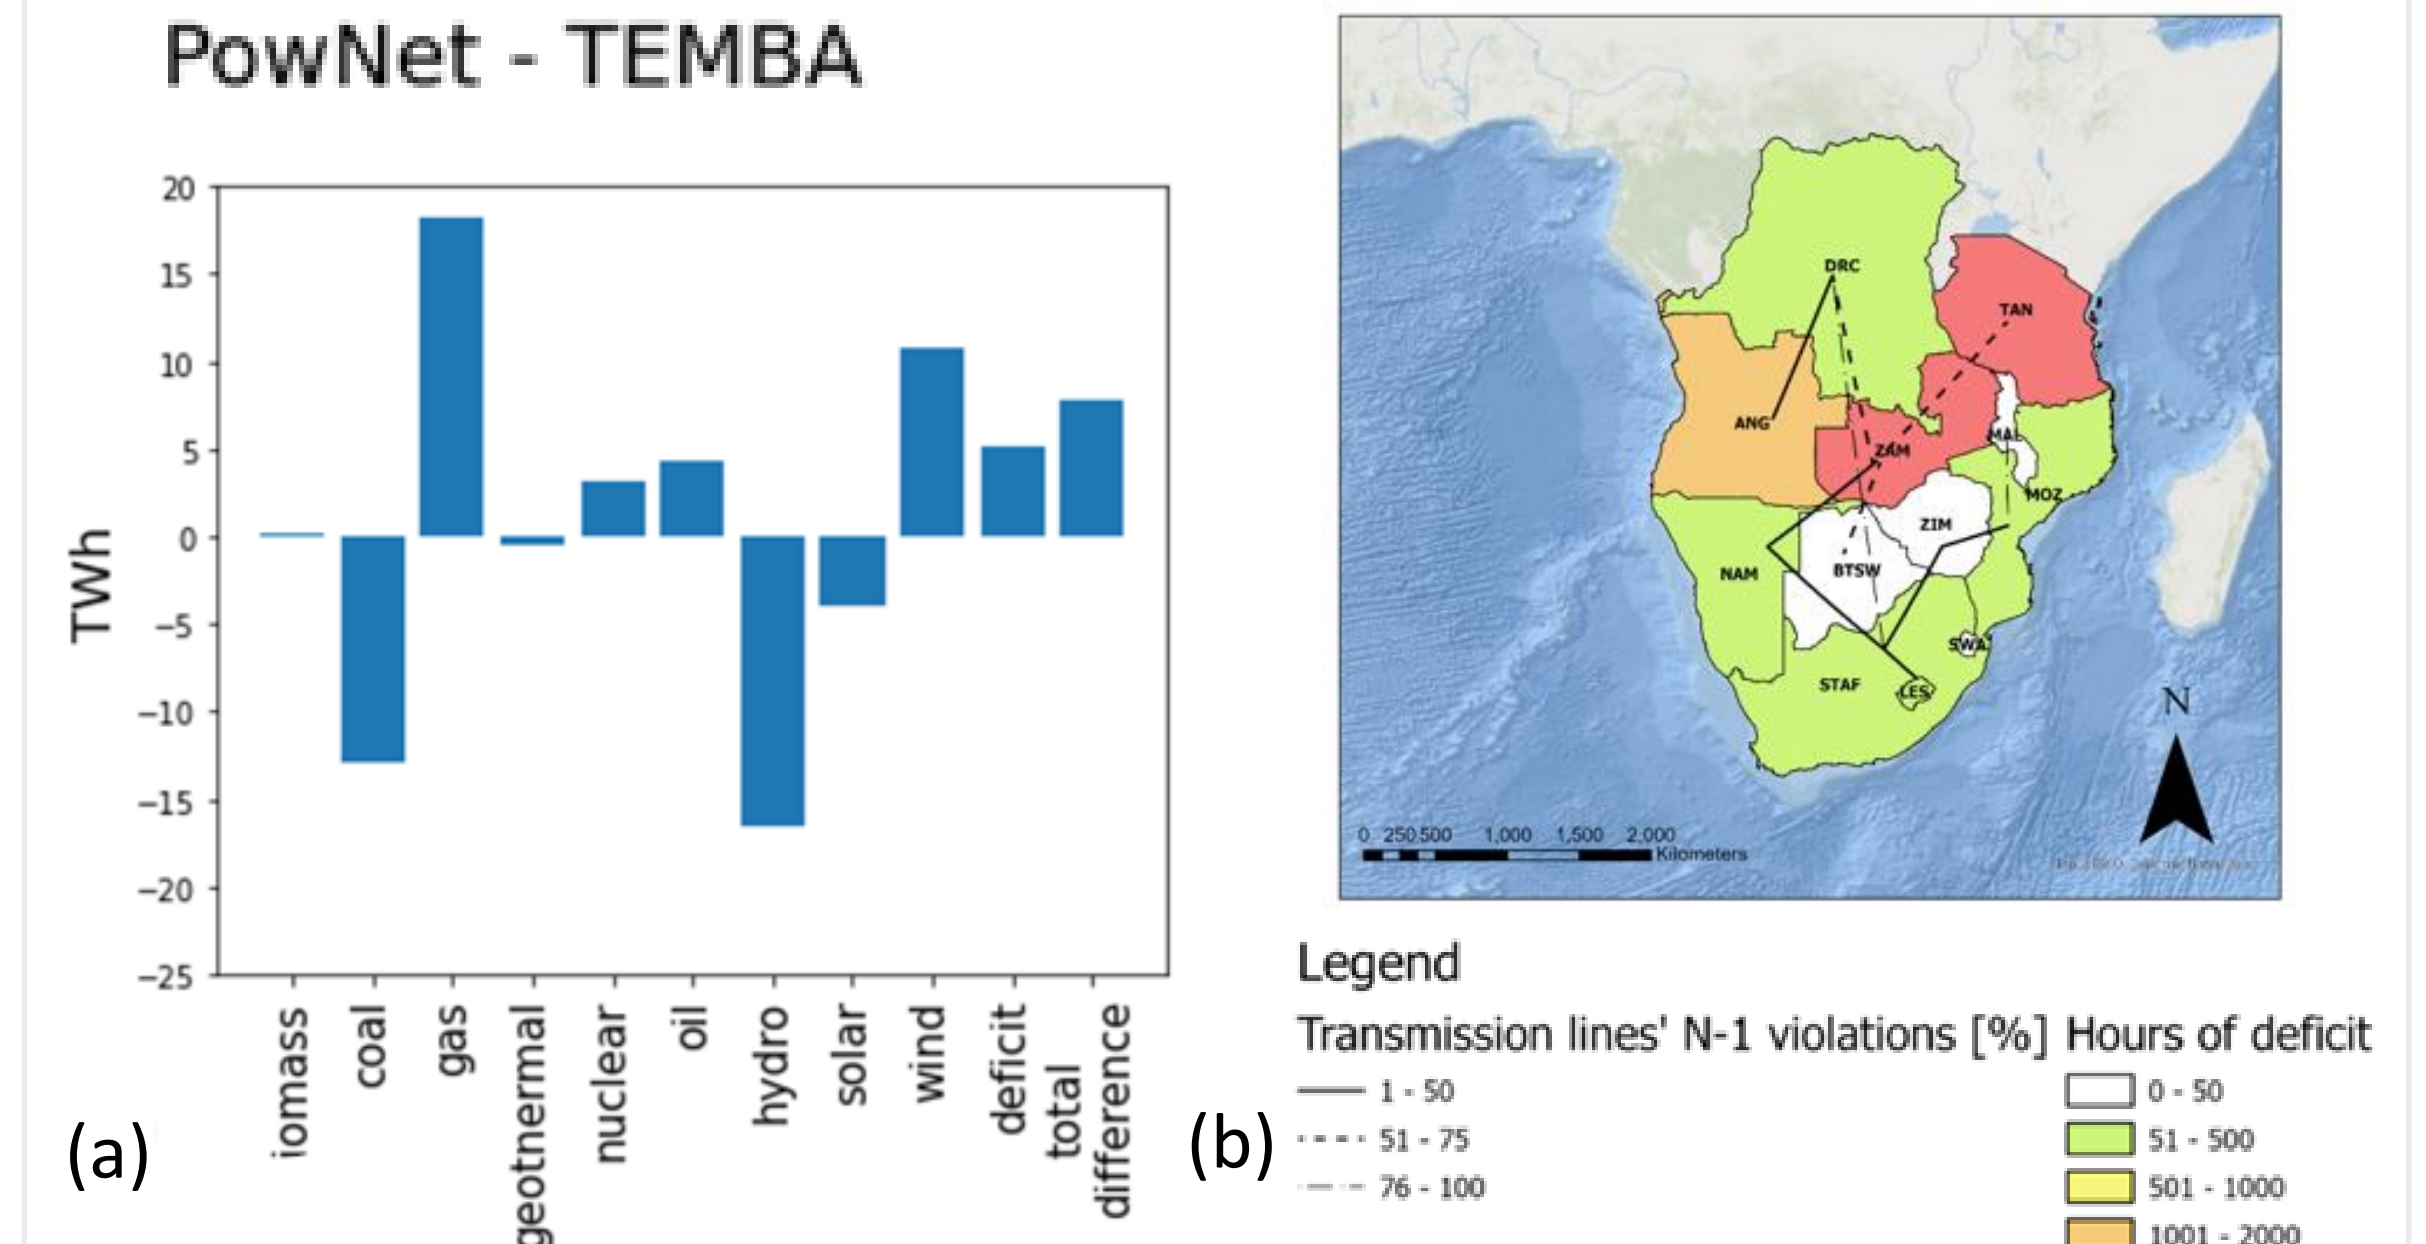 PowNet - TEMBA
20
15
10
5
0
−5
−10
−15
−20
−25
TWh
iomass
coal
gas
geotnermal
nuclear
oil
hydro
solar
wind
deficit
total
difference
(a)
DRC
TAN
ANG
ZAM
MAL
MOZ
ZIM
NAM
BTSW
SWA
STAF
LES
N
0 250 500 1,000 1,500 2,000
Kilometers
(b)
Legend
Transmission lines' N-1 violations [%]
1 - 50
51 - 75
76 - 100
Hours of deficit
0 - 50
51 - 500
501 - 1000
1001 - 2000